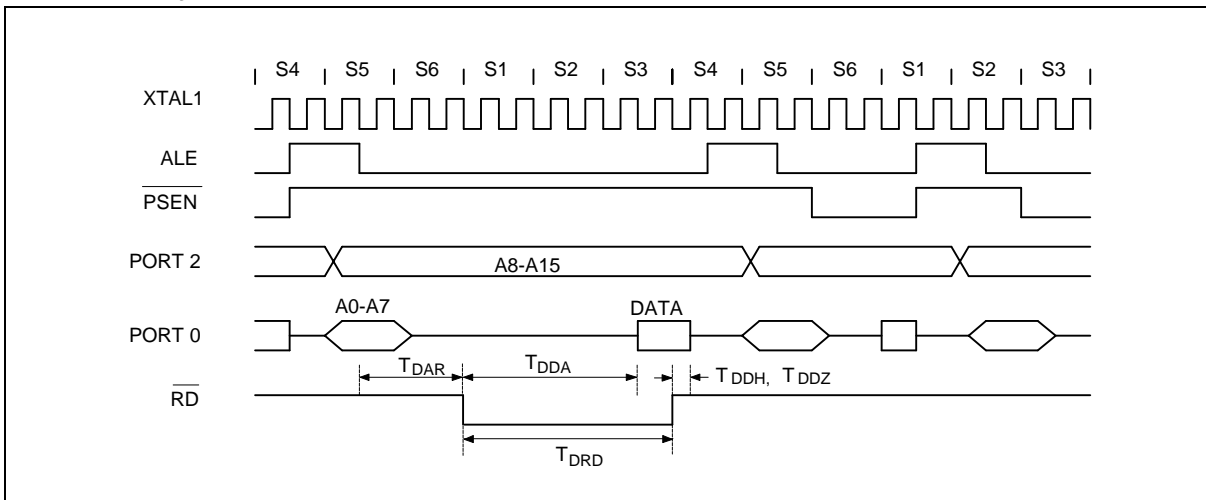 S4 S5 S6 S1 S2 S3 S4 S5 S6 S1 S2 S3
XTAL1
ALE
PSEN
PORT 2
A8-A15
A0-A7
DATA
PORT 0
TDAR
TDDA
TDDH, TDDZ
RD
TDRD